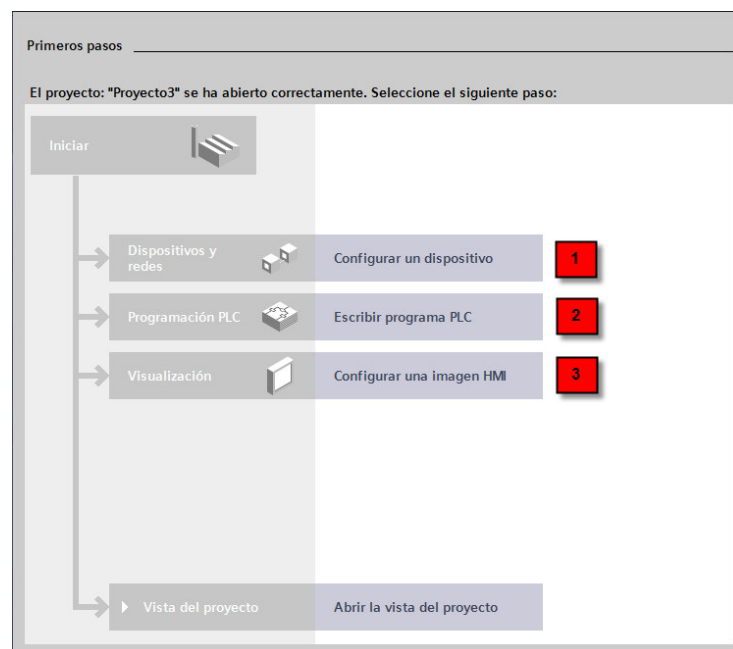 Primeros pasos
El proyecto: "Proyecto3" se ha abierto correctamente. Seleccione el siguiente paso:
Iniciar
Dispositivos y
redes
Configurar un dispositivo
1
Programación PLC
Escribir programa PLC
2
Visualización
Configurar una imagen HMI
3
Vista del proyecto
Abrir la vista del proyecto